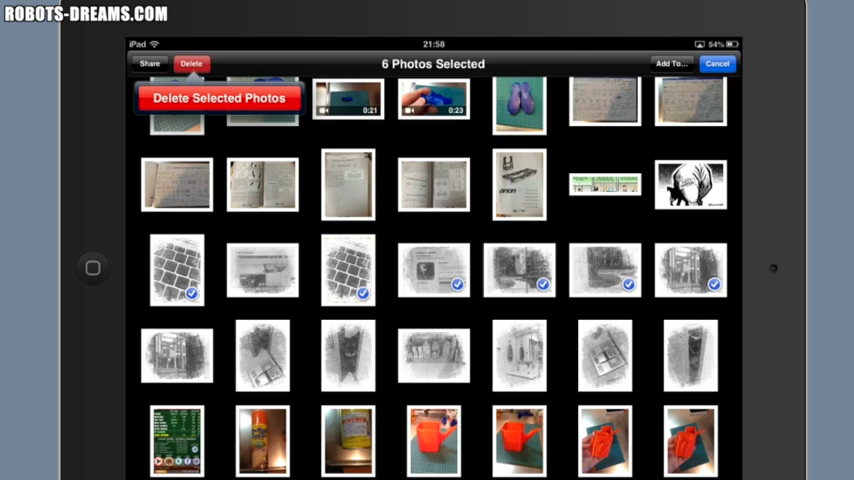 ROBOTS-DREAMS.COM
iPad 21:58 54%
Share Delete 6 Photos Selected Add To... Cancel
Delete Selected Photos
0:21 0:23